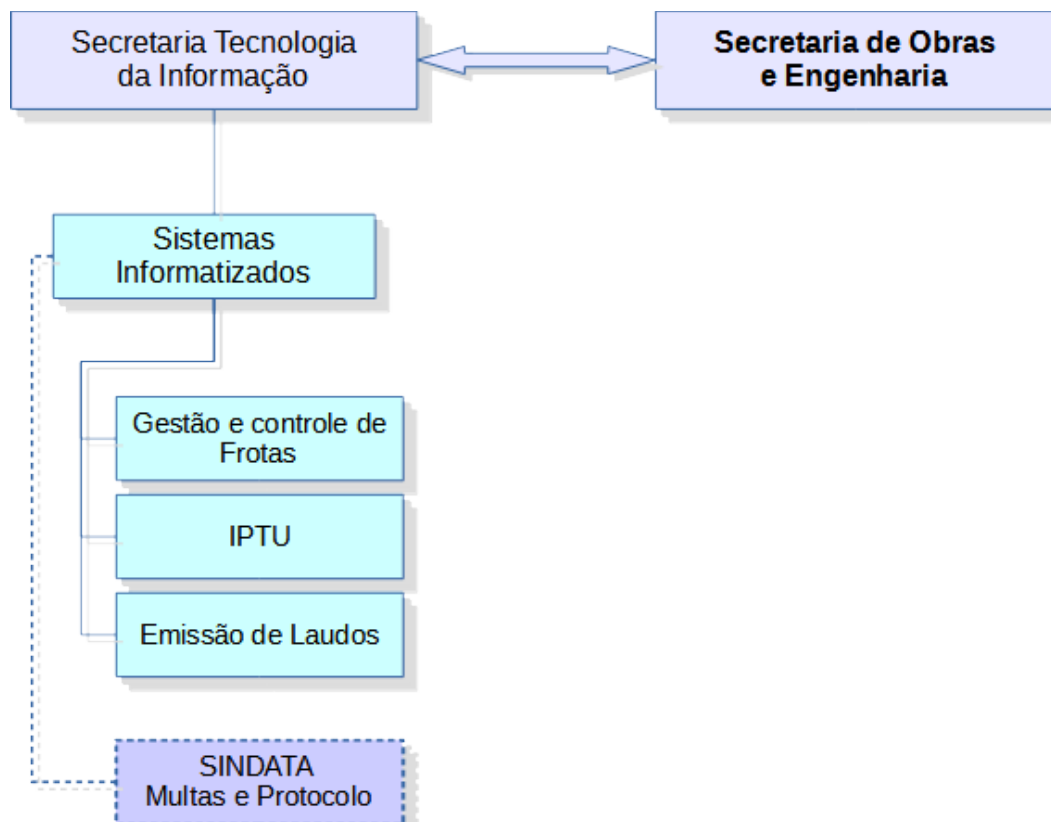 Secretaria Tecnologia
da Informação
Secretaria de Obras
e Engenharia
Sistemas
Informatizados
Gestão e controle de
Frotas
IPTU
Emissão de Laudos
SINDATA
Multas e Protocolo